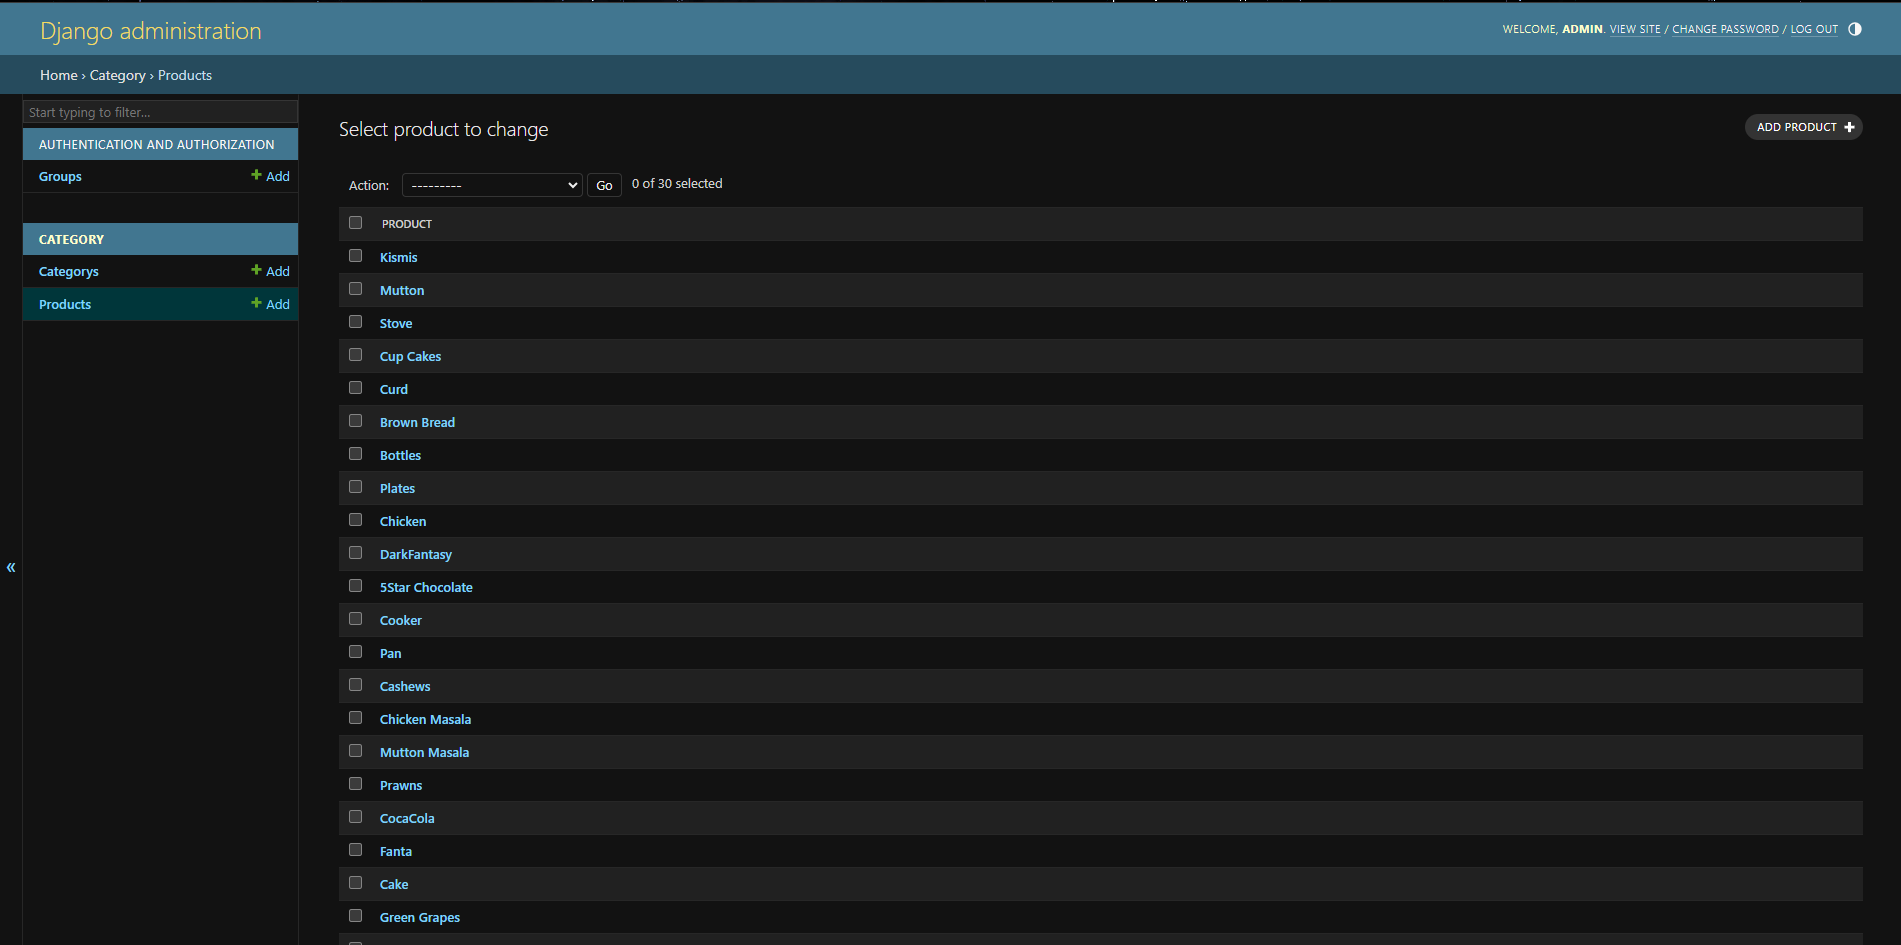 Django administration
WELCOME, ADMIN. VIEW SITE / CHANGE PASSWORD / LOG OUT
Home › Category › Products
Start typing to filter...
AUTHENTICATION AND AUTHORIZATION
Groups + Add
CATEGORY
Categorys + Add
Products + Add
«
Select product to change
ADD PRODUCT +
Action: --------- Go 0 of 30 selected
PRODUCT
Kismis
Mutton
Stove
Cup Cakes
Curd
Brown Bread
Bottles
Plates
Chicken
DarkFantasy
5Star Chocolate
Cooker
Pan
Cashews
Chicken Masala
Mutton Masala
Prawns
CocaCola
Fanta
Cake
Green Grapes